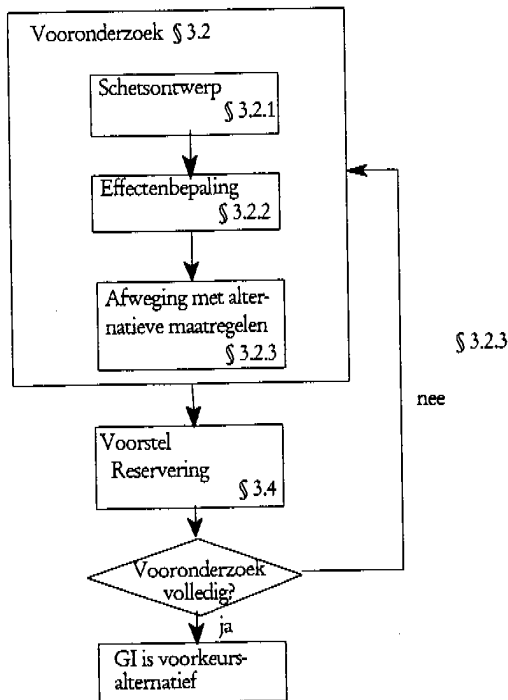 Vooronderzoek § 3.2
Schetsontwerp
§ 3.2.1
Effectenbepaling
§ 3.2.2
Afweging met alter-
natieve maatregelen
§ 3.2.3
§ 3.2.3
nee
Voorstel
Reservering
§ 3.4
Vooronderzoek
volledig?
ja
GI is voorkeurs-
alternatief